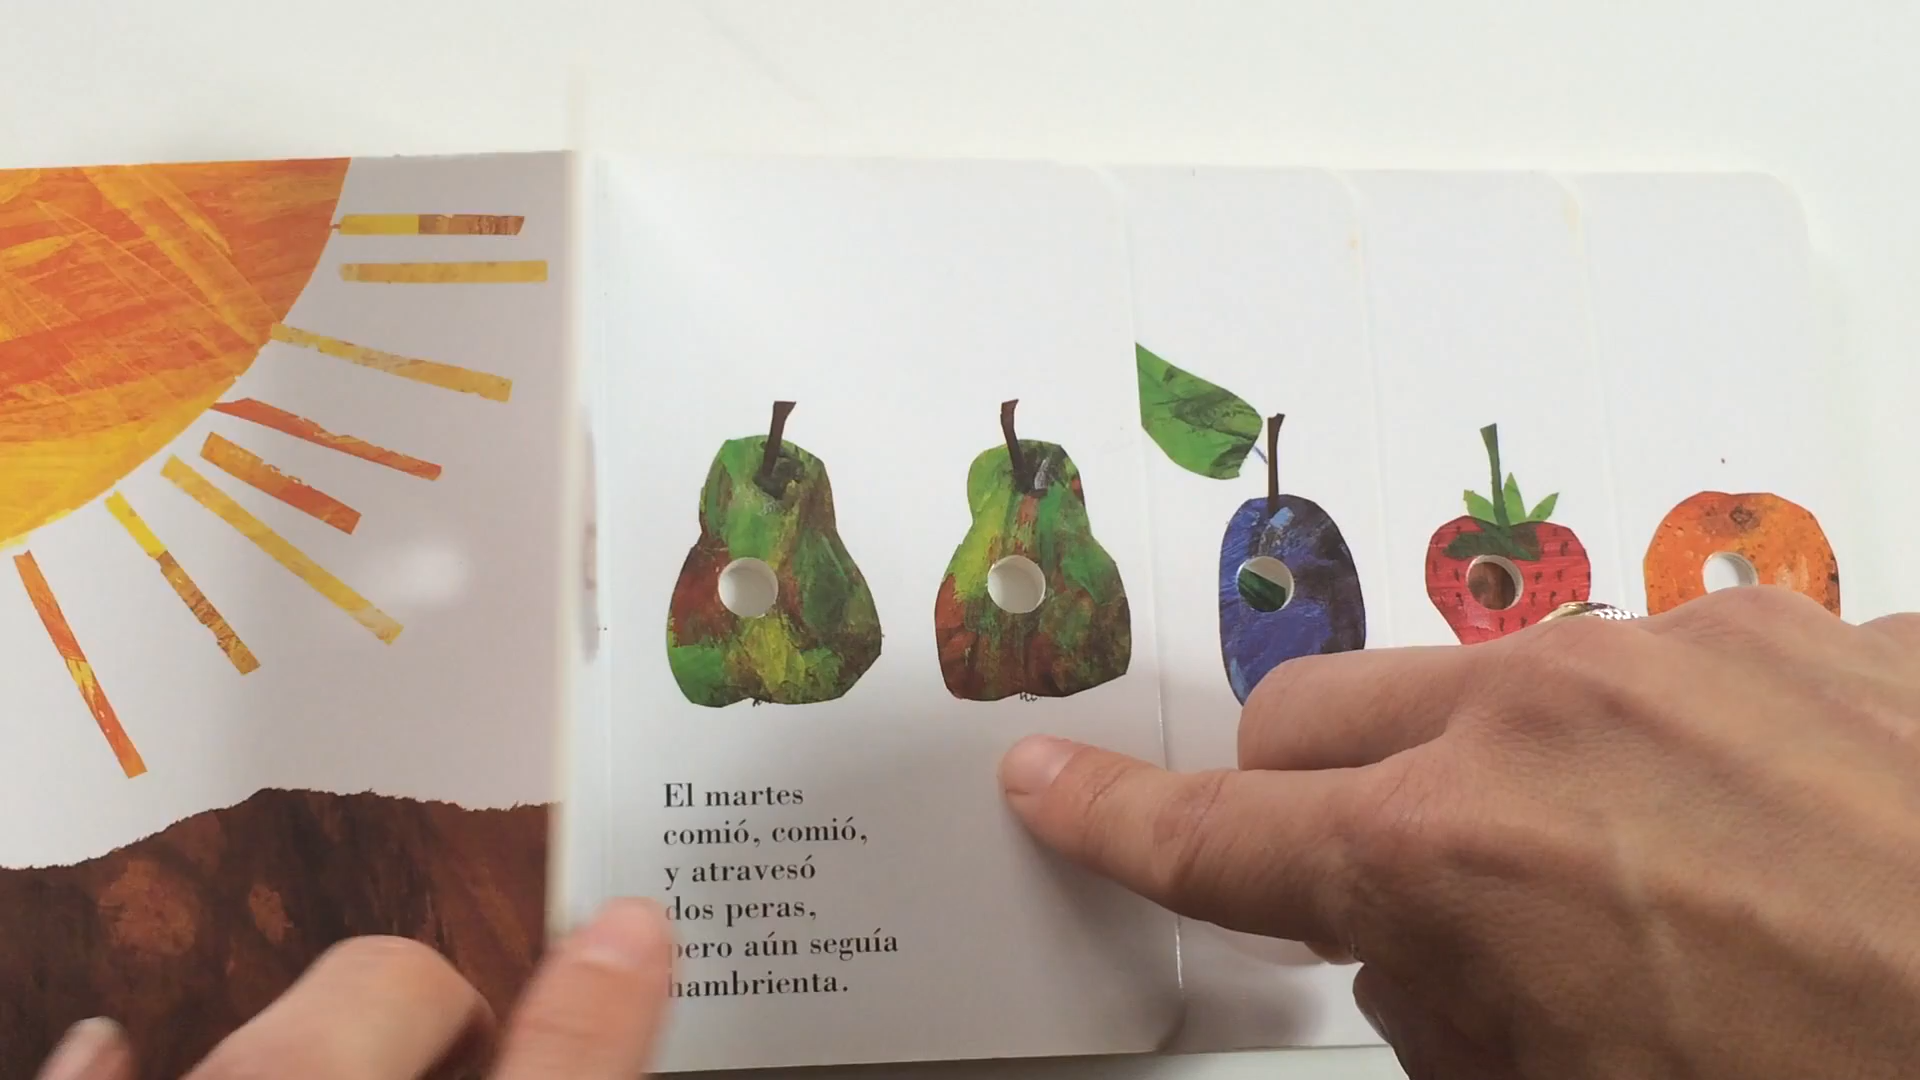 El martes
comió, comió,
y atravesó
dos peras,
pero aún seguía
hambrienta.